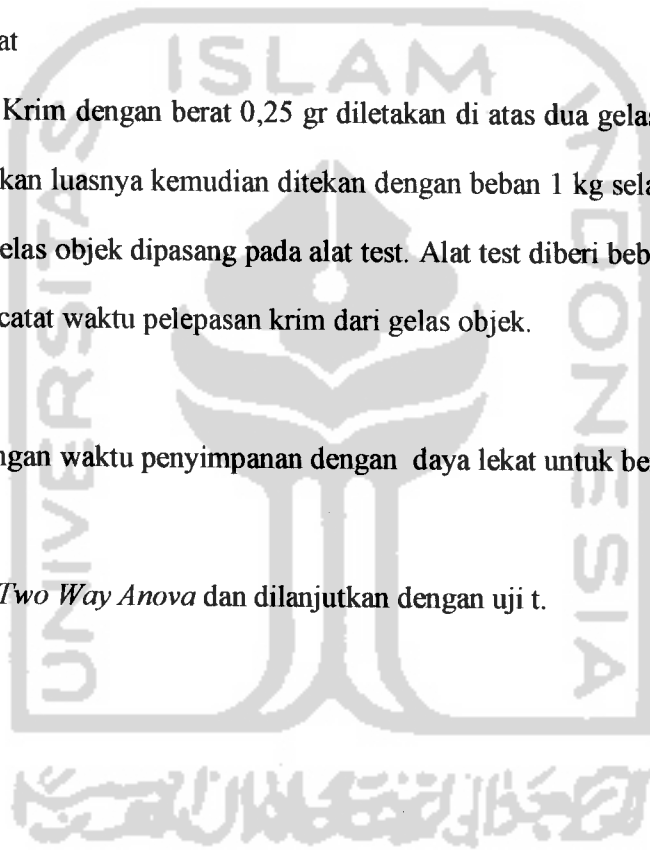 at
Krim dengan berat 0,25 gr diletakan di atas dua gelas
kan luasnya kemudian ditekan dengan beban 1 kg sela
elas objek dipasang pada alat test. Alat test diberi beb
catat waktu pelepasan krim dari gelas objek.
ngan waktu penyimpanan dengan daya lekat untuk be
Two Way Anova dan dilanjutkan dengan uji t.
ISLAM
UNIVERSITAS
INDONESIA